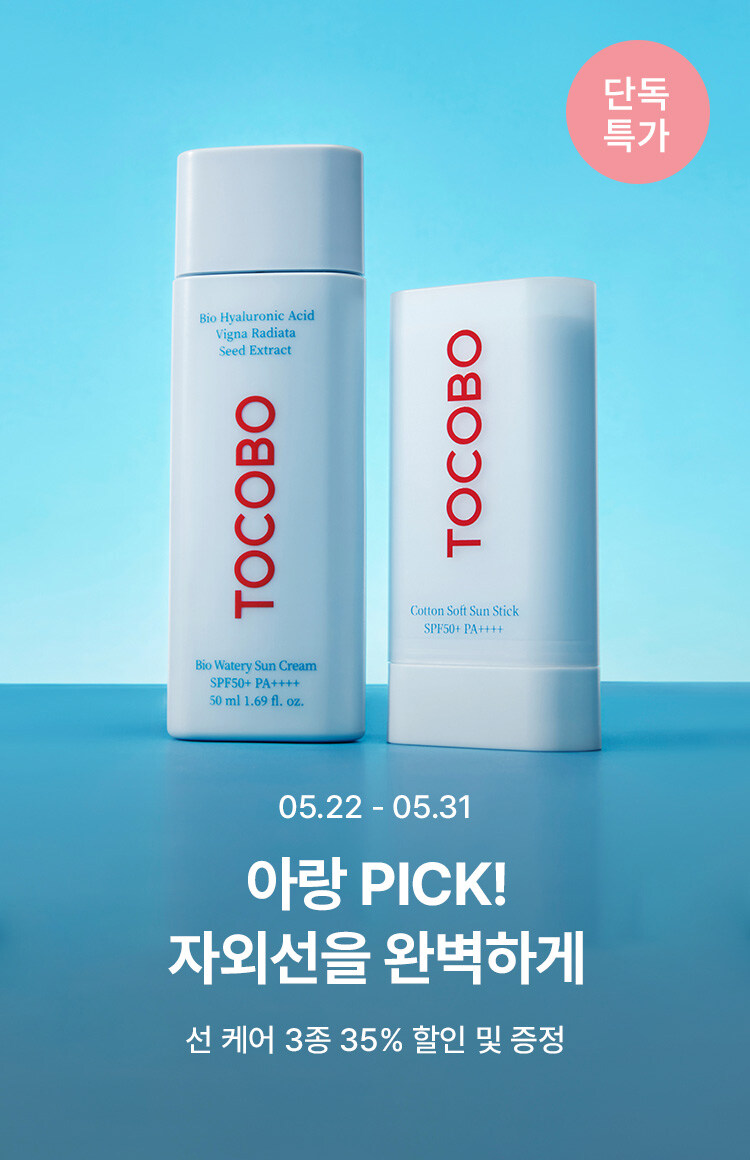 단독
특가
Bio Hyaluronic Acid
Vigna Radiata
Seed Extract
TOCOBO
Bio Watery Sun Cream
SPF50+ PA++++
50 ml 1.69 fl. oz.
TOCOBO
Cotton Soft Sun Stick
SPF50+ PA++++
05.22 - 05.31
아랑 PICK!
자외선을 완벽하게
선 케어 3종 35% 할인 및 증정